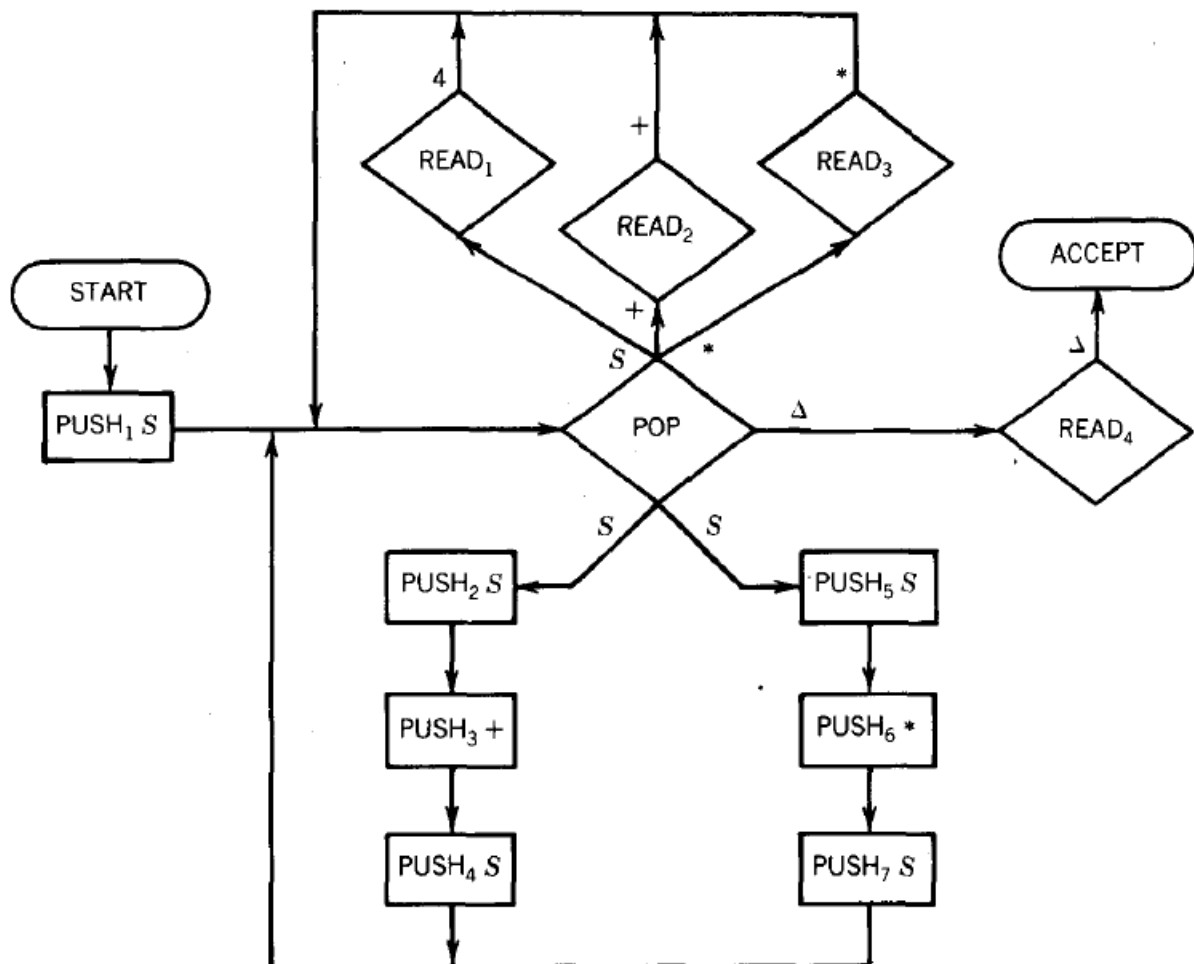 4
+
*
READ₁
READ₂
READ₃
START
ACCEPT
+
S
*
Δ
Δ
PUSH₁ S
POP
READ₄
S
S
PUSH₂ S
PUSH₅ S
PUSH₃ +
PUSH₆ *
PUSH₄ S
PUSH₇ S